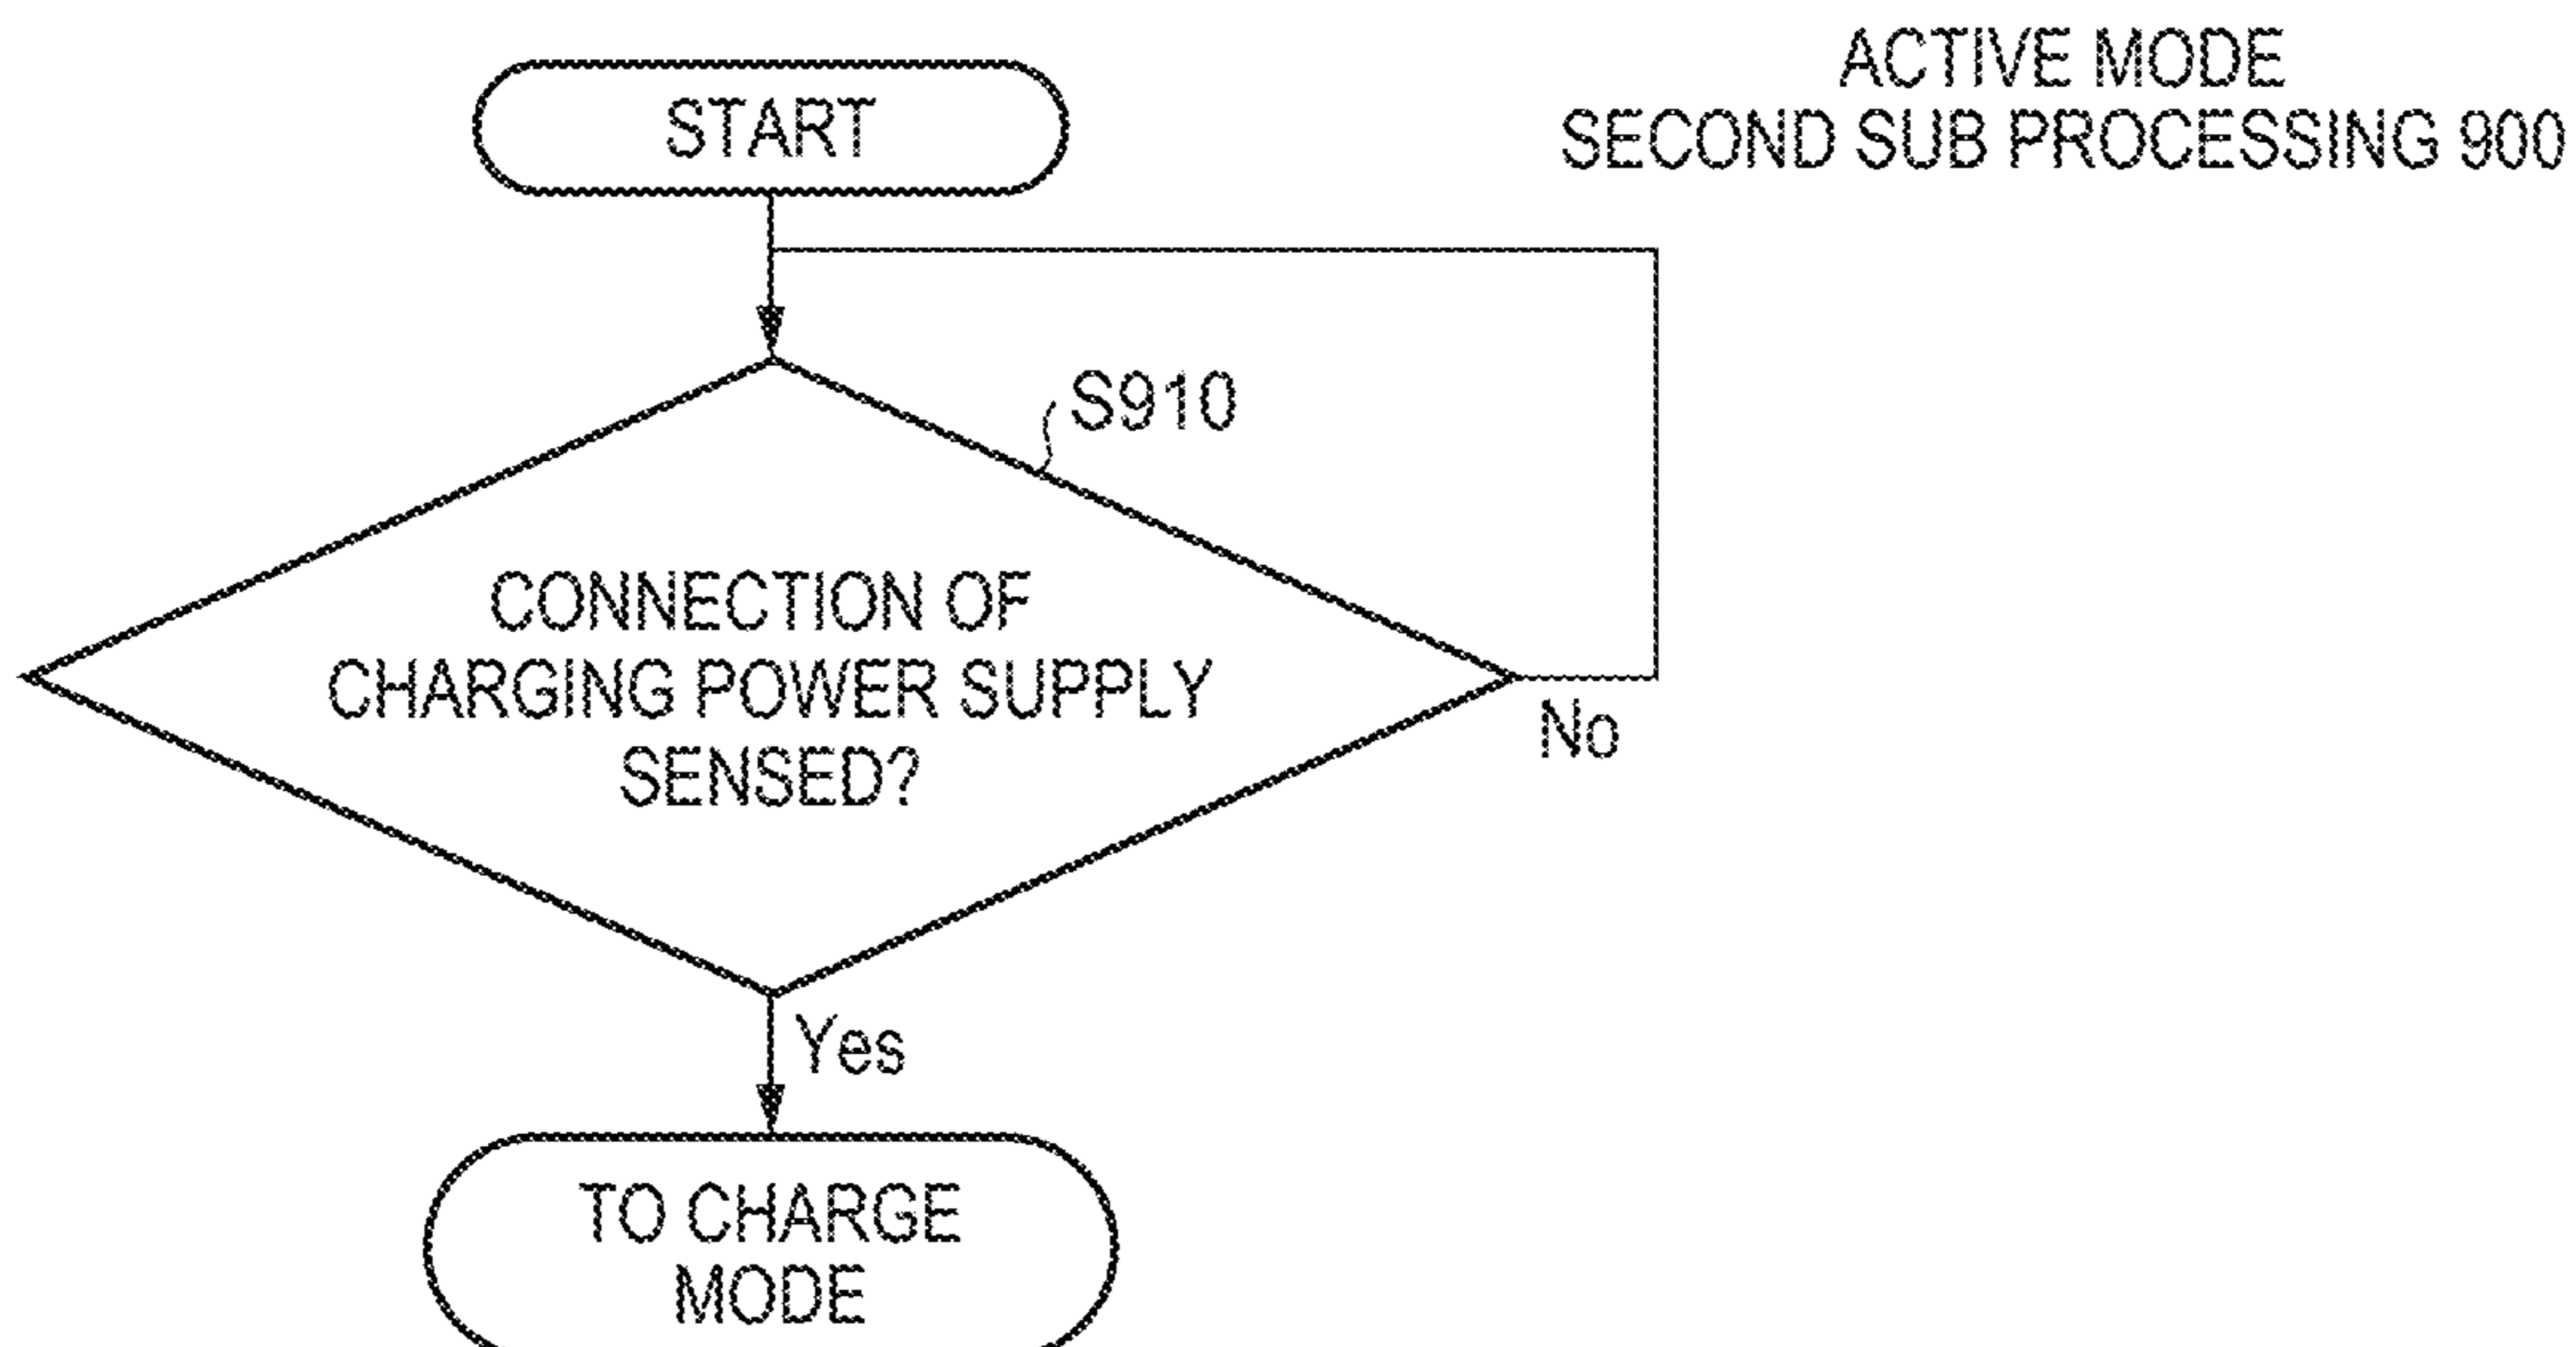 ACTIVE MODE
SECOND SUB PROCESSING 900
START
S910
CONNECTION OF
CHARGING POWER SUPPLY
SENSED?
No
Yes
TO CHARGE
MODE